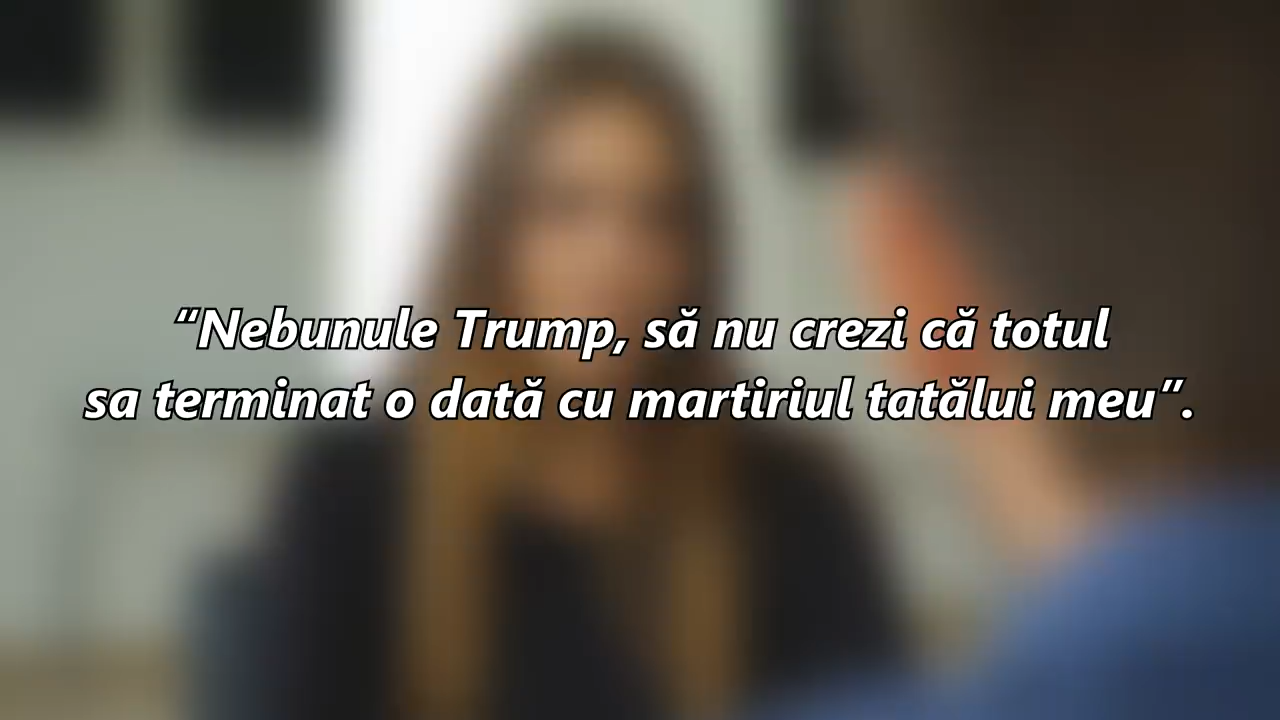 “Nebunule Trump, să nu crezi că totul
sa terminat o dată cu martiriul tatălui meu”.